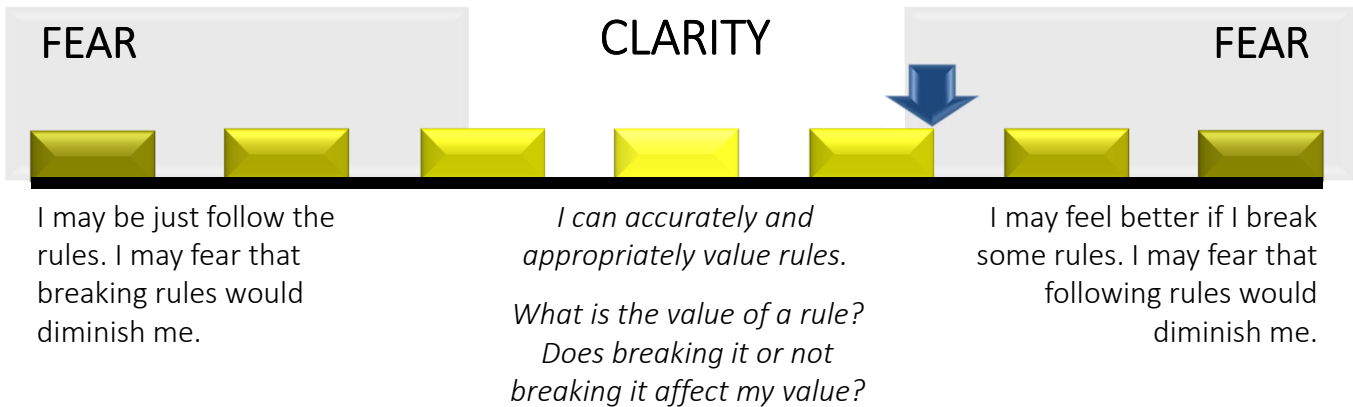 FEAR
CLARITY
FEAR
I may be just follow the
rules. I may fear that
breaking rules would
diminish me.
I can accurately and
appropriately value rules.
What is the value of a rule?
Does breaking it or not
breaking it affect my value?
I may feel better if I break
some rules. I may fear that
following rules would
diminish me.